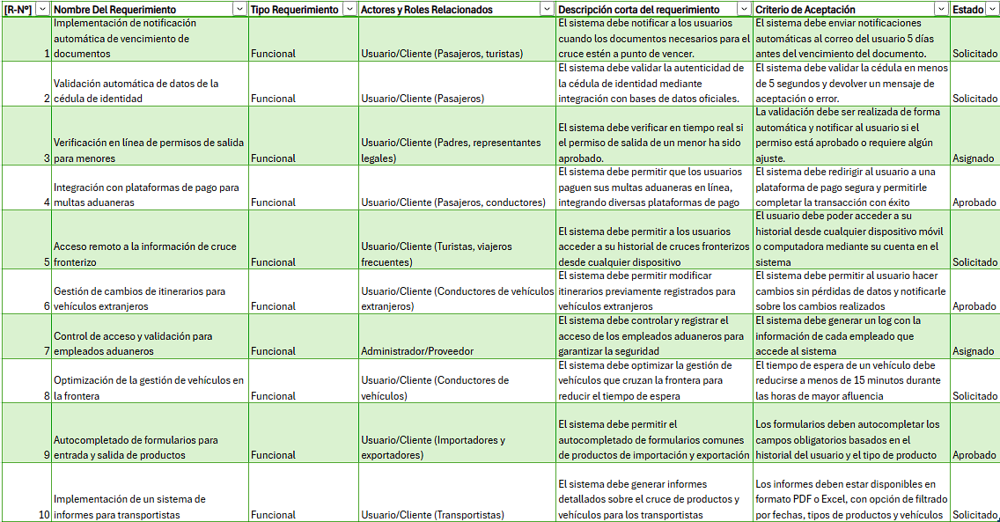 [R-Nº] Nombre Del Requerimiento Tipo Requerimiento Actores y Roles Relacionados Descripción corta del requerimiento Criterio de Aceptación Estado
1
Implementación de notificación
automática de vencimiento de
documentos
Funcional
Usuario/Cliente (Pasajeros, turistas)
El sistema debe notificar a los usuarios
cuando los documentos necesarios para el
cruce estén a punto de vencer.
El sistema debe enviar notificaciones
automáticas al correo del usuario 5 días
antes del vencimiento del documento.
Solicitado
2
Validación automática de datos de la
cédula de identidad
Funcional
Usuario/Cliente (Pasajeros)
El sistema debe validar la autenticidad de
la cédula de identidad mediante
integración con bases de datos oficiales.
El sistema debe validar la cédula en menos
de 5 segundos y devolver un mensaje de
aceptación o error.
Solicitado
3
Verificación en línea de permisos de salida
para menores
Funcional
Usuario/Cliente (Padres, representantes
legales)
El sistema debe verificar en tiempo real si
el permiso de salida de un menor ha sido
aprobado.
La validación debe ser realizada de forma
automática y notificar al usuario si el
permiso está aprobado o requiere algún
ajuste.
Asignado
4
Integración con plataformas de pago para
multas aduaneras
Funcional
Usuario/Cliente (Pasajeros, conductores)
El sistema debe permitir que los usuarios
paguen sus multas aduaneras en línea,
integrando diversas plataformas de pago
El sistema debe redirigir al usuario a una
plataforma de pago segura y permitirle
completar la transacción con éxito
Aprobado
5
Acceso remoto a la información de cruce
fronterizo
Funcional
Usuario/Cliente (Turistas, viajeros
frecuentes)
El sistema debe permitir a los usuarios
acceder a su historial de cruces fronterizos
desde cualquier dispositivo
El usuario debe poder acceder a su
historial desde cualquier dispositivo móvil
o computadora mediante su cuenta en el
sistema
Solicitado
6
Gestión de cambios de itinerarios para
vehículos extranjeros
Funcional
Usuario/Cliente (Conductores de vehículos
extranjeros)
El sistema debe permitir modificar
itinerarios previamente registrados para
vehículos extranjeros
El sistema debe permitir al usuario hacer
cambios sin pérdidas de datos y notificarle
sobre los cambios realizados
Aprobado
7
Control de acceso y validación para
empleados aduaneros
Funcional
Administrador/Proveedor
El sistema debe controlar y registrar el
acceso de los empleados aduaneros para
garantizar la seguridad
El sistema debe generar un log con la
información de cada empleado que
accede al sistema
Asignado
8
Optimización de la gestión de vehículos en
la frontera
Funcional
Usuario/Cliente (Conductores de
vehículos)
El sistema debe optimizar la gestión de
vehículos que cruzan la frontera para
reducir el tiempo de espera
El tiempo de espera de un vehículo debe
reducirse a menos de 15 minutos durante
las horas de mayor afluencia
Solicitado
9
Autocompletado de formularios para
entrada y salida de productos
Funcional
Usuario/Cliente (Importadores y
exportadores)
El sistema debe permitir el
autocompletado de formularios comunes
de productos de importación y exportación
Los formularios deben autocompletar los
campos obligatorios basados en el
historial del usuario y el tipo de producto
Aprobado
10
Implementación de un sistema de
informes para transportistas
Funcional
Usuario/Cliente (Transportistas)
El sistema debe generar informes
detallados sobre el cruce de productos y
vehículos para los transportistas
Los informes deben estar disponibles en
formato PDF o Excel, con opción de filtrado
por fechas, tipos de productos y vehículos
Solicitado